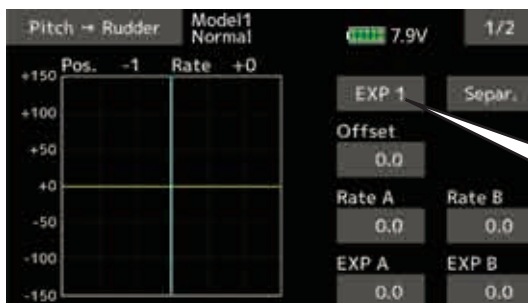 Pitch → Rudder
Model1
Normal
7.9V
1/2
Pos. -1 Rate +0
+150
+100
+50
+0
-50
-100
-150
EXP 1
Separ.
Offset
0.0
Rate A
Rate B
0.0
0.0
EXP A
EXP B
0.0
0.0